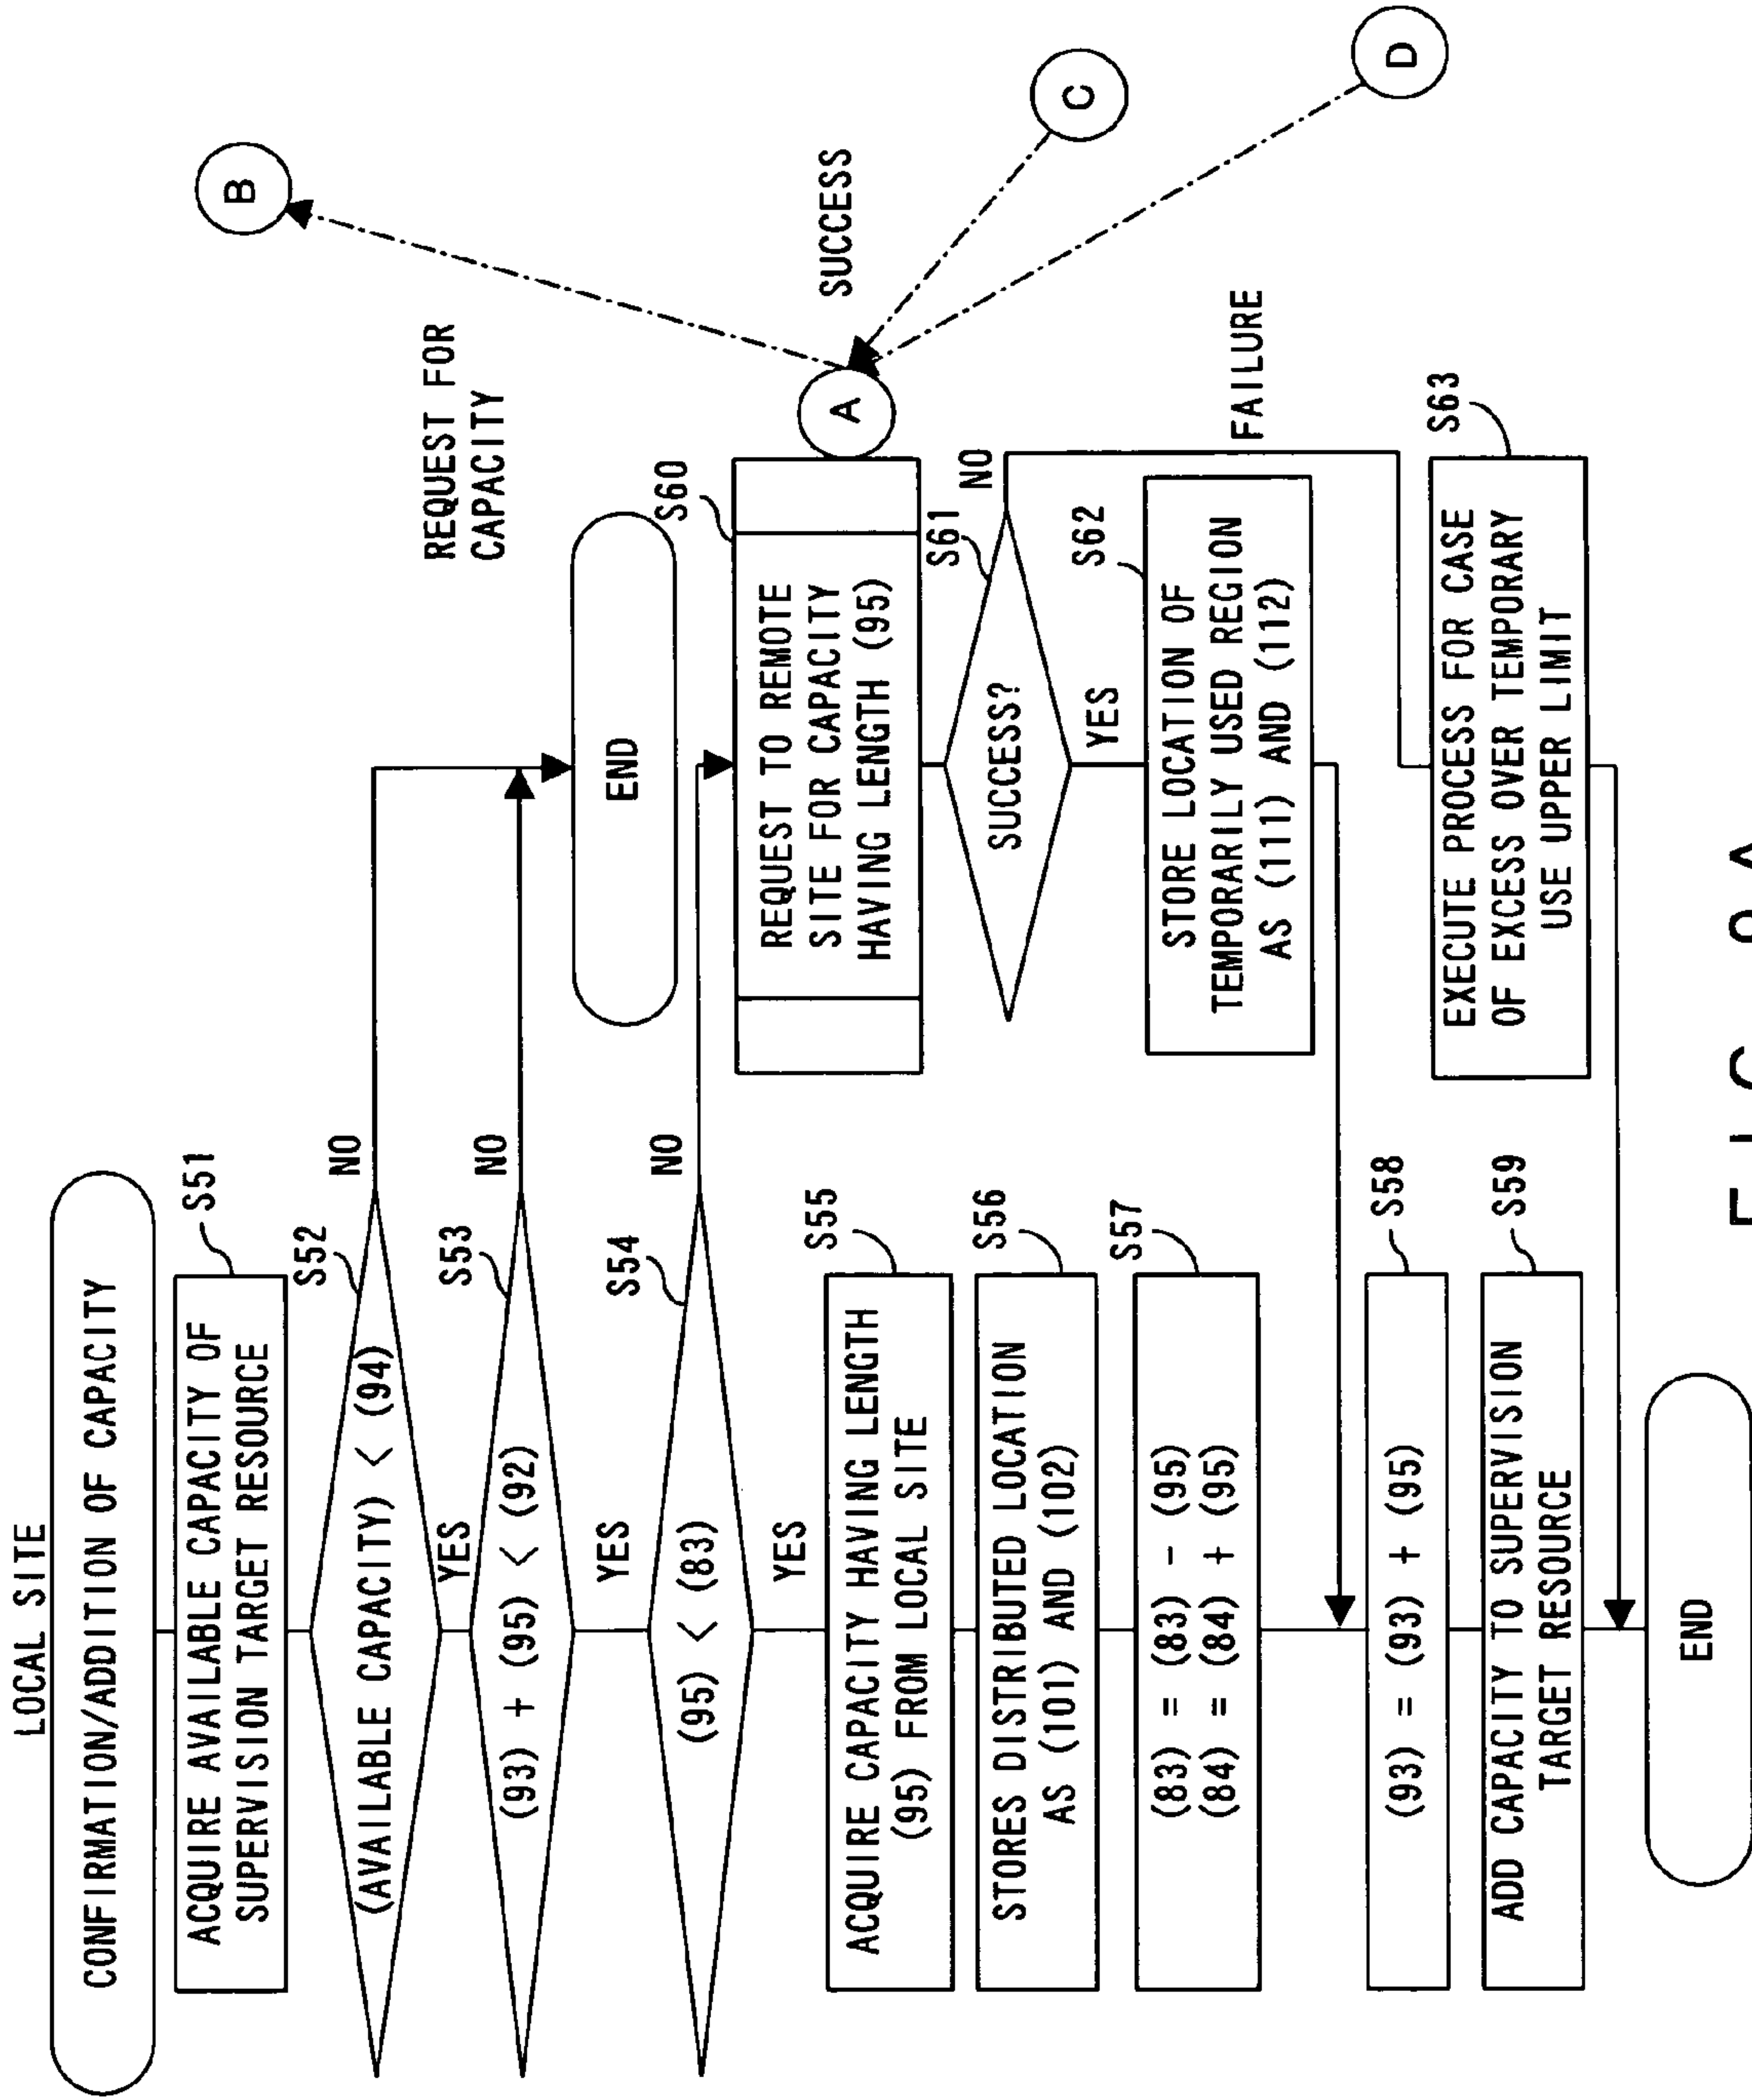 LOCAL SITE
CONFIRMATION/ADDITION OF CAPACITY
S51
ACQUIRE AVAILABLE CAPACITY OF
SUPERVISION TARGET RESOURCE
S52
(AVAILABLE CAPACITY) < (94)
NO
YES
S53
(93) + (95) < (92)
NO
YES
S54
(95) < (83)
NO
YES
S55
ACQUIRE CAPACITY HAVING LENGTH
(95) FROM LOCAL SITE
S56
STORES DISTRIBUTED LOCATION
AS (101) AND (102)
S57
(83) = (83) - (95)
(84) = (84) + (95)
S58
(93) = (93) + (95)
S59
ADD CAPACITY TO SUPERVISION
TARGET RESOURCE
END
REQUEST FOR
CAPACITY
END
S60
REQUEST TO REMOTE
SITE FOR CAPACITY
HAVING LENGTH (95)
A
B
SUCCESS
C
D
S61
SUCCESS?
NO
YES
FAILURE
S62
STORE LOCATION OF
TEMPORARILY USED REGION
AS (111) AND (112)
S63
EXECUTE PROCESS FOR CASE
OF EXCESS OVER TEMPORARY
USE UPPER LIMIT